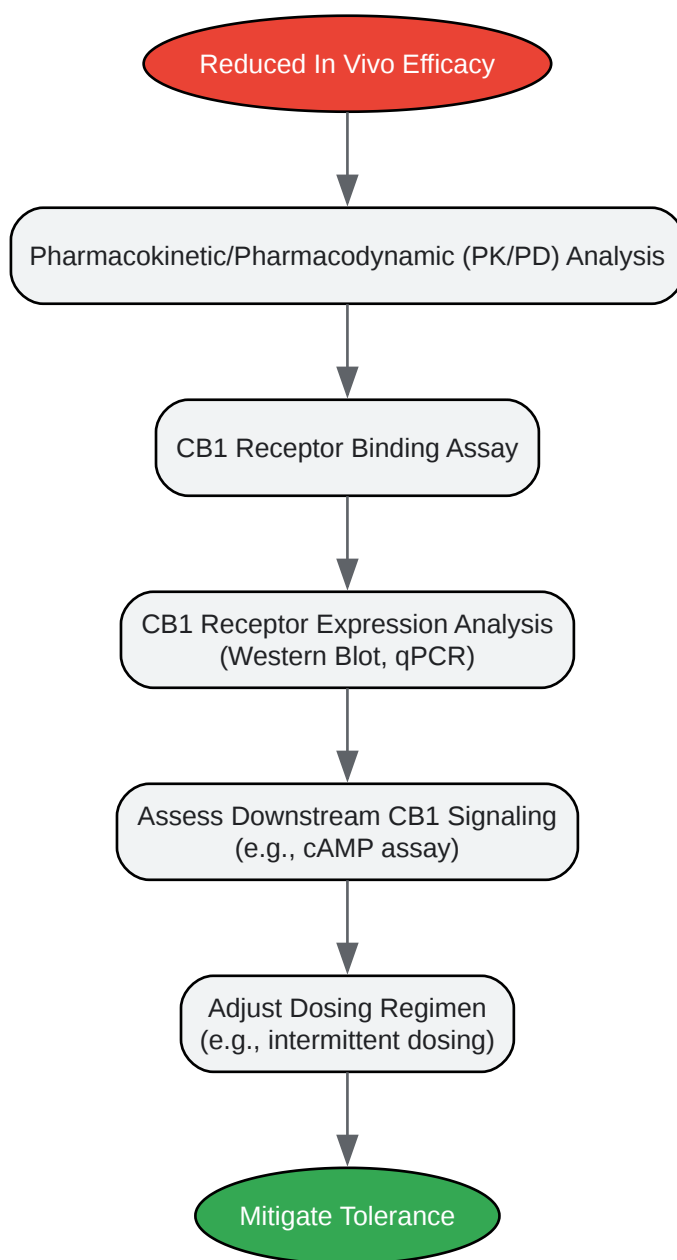 Reduced In Vivo Efficacy
Pharmacokinetic/Pharmacodynamic (PK/PD) Analysis
CB1 Receptor Binding Assay
CB1 Receptor Expression Analysis
(Western Blot, qPCR)
Assess Downstream CB1 Signaling
(e.g., cAMP assay)
Adjust Dosing Regimen
(e.g., intermittent dosing)
Mitigate Tolerance